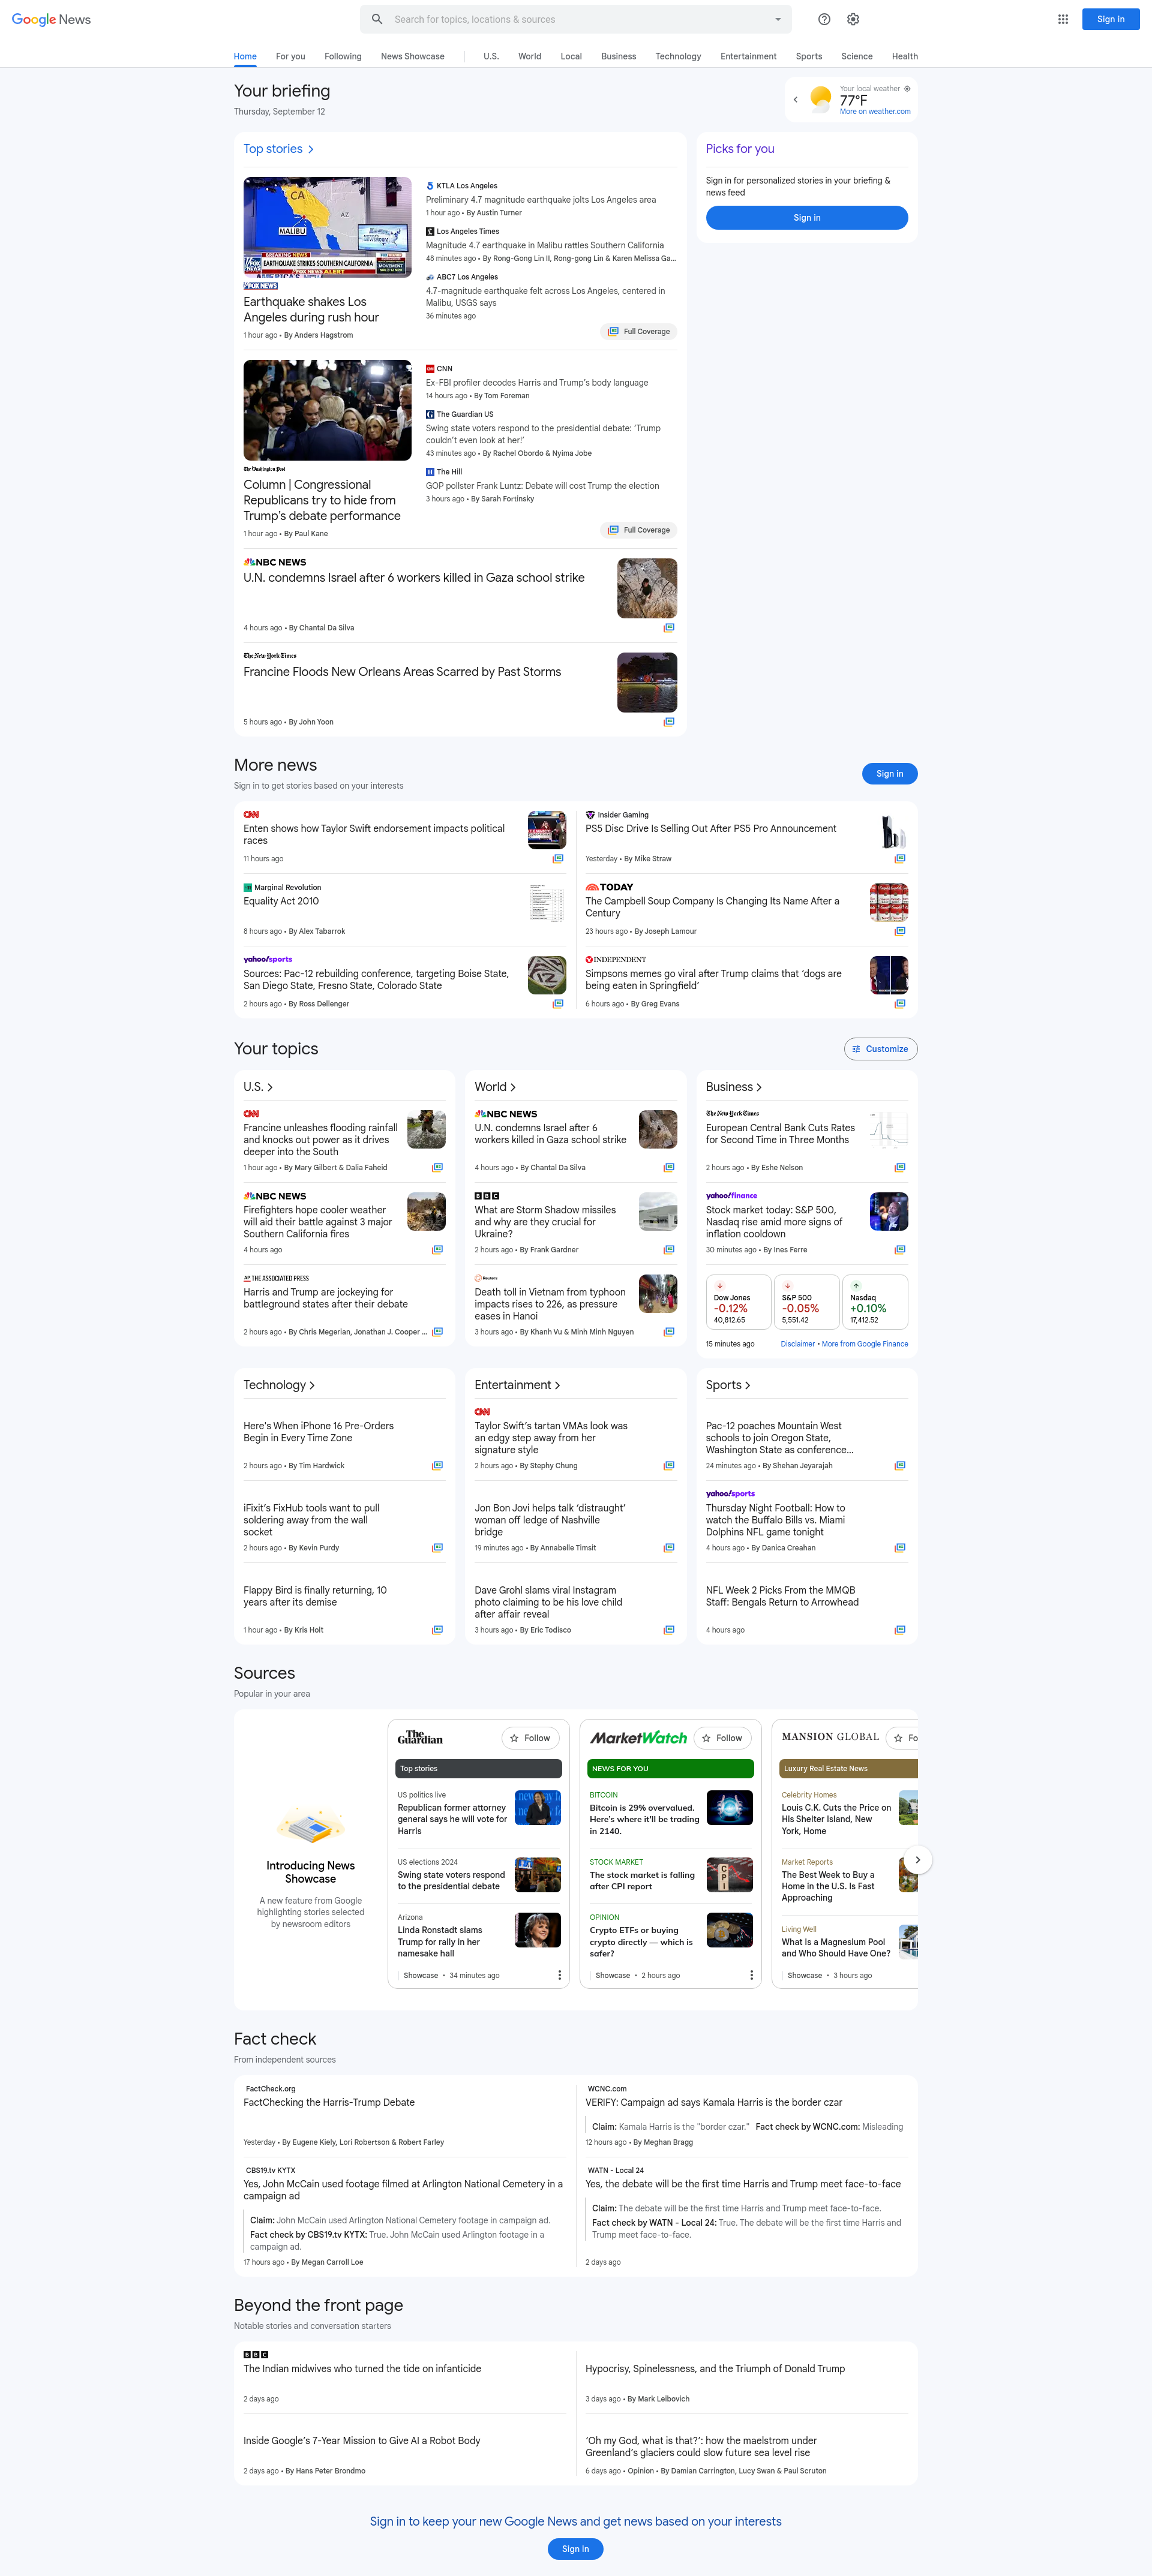 Google News
Search for topics, locations & sources
Sign in
Home
For you
Following
News Showcase
U.S.
World
Local
Business
Technology
Entertainment
Sports
Science
Health
Your briefing
Thursday, September 12
Your local weather
77°F
More on weather.com
Top stories
CA
AZ
MALIBU
BREAKING NEWS
EARTHQUAKE STRIKES SOUTHERN CALIFORNIA
FOX NEWS ALERT
FOX NEWS
Earthquake shakes Los
Angeles during rush hour
1 hour ago • By Anders Hagstrom
KTLA Los Angeles
Preliminary 4.7 magnitude earthquake jolts Los Angeles area
1 hour ago • By Austin Turner
Los Angeles Times
Magnitude 4.7 earthquake in Malibu rattles Southern California
48 minutes ago • By Rong-Gong Lin II, Rong-gong Lin & Karen Melissa Ga...
ABC7 Los Angeles
4.7-magnitude earthquake felt across Los Angeles, centered in
Malibu, USGS says
36 minutes ago
Full Coverage
Picks for you
Sign in for personalized stories in your briefing &
news feed
Sign in
The Washington Post
Column | Congressional
Republicans try to hide from
Trump's debate performance
1 hour ago • By Paul Kane
CNN
Ex-FBI profiler decodes Harris and Trump's body language
14 hours ago • By Tom Foreman
The Guardian US
Swing state voters respond to the presidential debate: 'Trump
couldn't even look at her!'
43 minutes ago • By Rachel Obordo & Nyima Jobe
The Hill
GOP pollster Frank Luntz: Debate will cost Trump the election
3 hours ago • By Sarah Fortinsky
Full Coverage
NBC NEWS
U.N. condemns Israel after 6 workers killed in Gaza school strike
4 hours ago • By Chantal Da Silva
The New York Times
Francine Floods New Orleans Areas Scarred by Past Storms
5 hours ago • By John Yoon
More news
Sign in to get stories based on your interests
Sign in
CNN
Enten shows how Taylor Swift endorsement impacts political
races
11 hours ago
Insider Gaming
PS5 Disc Drive Is Selling Out After PS5 Pro Announcement
Yesterday • By Mike Straw
Marginal Revolution
Equality Act 2010
8 hours ago • By Alex Tabarrok
TODAY
The Campbell Soup Company Is Changing Its Name After a
Century
23 hours ago • By Joseph Lamour
yahoo!sports
Sources: Pac-12 rebuilding conference, targeting Boise State,
San Diego State, Fresno State, Colorado State
2 hours ago • By Ross Dellenger
INDEPENDENT
Simpsons memes go viral after Trump claims that 'dogs are
being eaten in Springfield'
6 hours ago • By Greg Evans
Your topics
Customize
U.S.
CNN
Francine unleashes flooding rainfall
and knocks out power as it drives
deeper into the South
1 hour ago • By Mary Gilbert & Dalia Faheid
NBC NEWS
Firefighters hope cooler weather
will aid their battle against 3 major
Southern California fires
4 hours ago
AP THE ASSOCIATED PRESS
Harris and Trump are jockeying for
battleground states after their debate
2 hours ago • By Chris Megerian, Jonathan J. Cooper ...
World
NBC NEWS
U.N. condemns Israel after 6
workers killed in Gaza school strike
4 hours ago • By Chantal Da Silva
BBC
What are Storm Shadow missiles
and why are they crucial for
Ukraine?
2 hours ago • By Frank Gardner
Reuters
Death toll in Vietnam from typhoon
impacts rises to 226, as pressure
eases in Hanoi
3 hours ago • By Khanh Vu & Minh Minh Nguyen
Business
The New York Times
European Central Bank Cuts Rates
for Second Time in Three Months
2 hours ago • By Eshe Nelson
yahoo!finance
Stock market today: S&P 500,
Nasdaq rise amid more signs of
inflation cooldown
30 minutes ago • By Ines Ferre
Dow Jones
-0.12%
40,812.65
S&P 500
-0.05%
5,551.42
Nasdaq
+0.10%
17,412.52
15 minutes ago
Disclaimer • More from Google Finance
Technology
Here's When iPhone 16 Pre-Orders
Begin in Every Time Zone
2 hours ago • By Tim Hardwick
iFixit's FixHub tools want to pull
soldering away from the wall
socket
2 hours ago • By Kevin Purdy
Flappy Bird is finally returning, 10
years after its demise
1 hour ago • By Kris Holt
Entertainment
CNN
Taylor Swift's tartan VMAs look was
an edgy step away from her
signature style
2 hours ago • By Stephy Chung
Jon Bon Jovi helps talk 'distraught'
woman off ledge of Nashville
bridge
19 minutes ago • By Annabelle Timsit
Dave Grohl slams viral Instagram
photo claiming to be his love child
after affair reveal
3 hours ago • By Eric Todisco
Sports
Pac-12 poaches Mountain West
schools to join Oregon State,
Washington State as conference...
24 minutes ago • By Shehan Jeyarajah
yahoo!sports
Thursday Night Football: How to
watch the Buffalo Bills vs. Miami
Dolphins NFL game tonight
4 hours ago • By Danica Creahan
NFL Week 2 Picks From the MMQB
Staff: Bengals Return to Arrowhead
4 hours ago
Sources
Popular in your area
Introducing News
Showcase
A new feature from Google
highlighting stories selected
by newsroom editors
The Guardian
Follow
Top stories
US politics live
Republican former attorney
general says he will vote for
Harris
US elections 2024
Swing state voters respond
to the presidential debate
Arizona
Linda Ronstadt slams
Trump for rally in her
namesake hall
Showcase • 34 minutes ago
MarketWatch
Follow
NEWS FOR YOU
BITCOIN
Bitcoin is 29% overvalued.
Here's where it'll be trading
in 2140.
STOCK MARKET
The stock market is falling
after CPI report
CPI
OPINION
Crypto ETFs or buying
crypto directly — which is
safer?
Showcase • 2 hours ago
MANSION GLOBAL
Fo
Luxury Real Estate News
Celebrity Homes
Louis C.K. Cuts the Price on
His Shelter Island, New
York, Home
Market Reports
The Best Week to Buy a
Home in the U.S. Is Fast
Approaching
Living Well
What Is a Magnesium Pool
and Who Should Have One?
Showcase • 3 hours ago
Fact check
From independent sources
FactCheck.org
FactChecking the Harris-Trump Debate
Yesterday • By Eugene Kiely, Lori Robertson & Robert Farley
WCNC.com
VERIFY: Campaign ad says Kamala Harris is the border czar
Claim: Kamala Harris is the "border czar." Fact check by WCNC.com: Misleading
12 hours ago • By Meghan Bragg
CBS19.tv KYTX
Yes, John McCain used footage filmed at Arlington National Cemetery in a
campaign ad
Claim: John McCain used Arlington National Cemetery footage in campaign ad.
Fact check by CBS19.tv KYTX: True. John McCain used Arlington footage in a
campaign ad.
17 hours ago • By Megan Carroll Loe
WATN - Local 24
Yes, the debate will be the first time Harris and Trump meet face-to-face
Claim: The debate will be the first time Harris and Trump meet face-to-face.
Fact check by WATN - Local 24: True. The debate will be the first time Harris and
Trump meet face-to-face.
2 days ago
Beyond the front page
Notable stories and conversation starters
BBC
The Indian midwives who turned the tide on infanticide
2 days ago
Hypocrisy, Spinelessness, and the Triumph of Donald Trump
3 days ago • By Mark Leibovich
Inside Google's 7-Year Mission to Give AI a Robot Body
2 days ago • By Hans Peter Brondmo
'Oh my God, what is that?': how the maelstrom under
Greenland's glaciers could slow future sea level rise
6 days ago • Opinion • By Damian Carrington, Lucy Swan & Paul Scruton
Sign in to keep your new Google News and get news based on your interests
Sign in